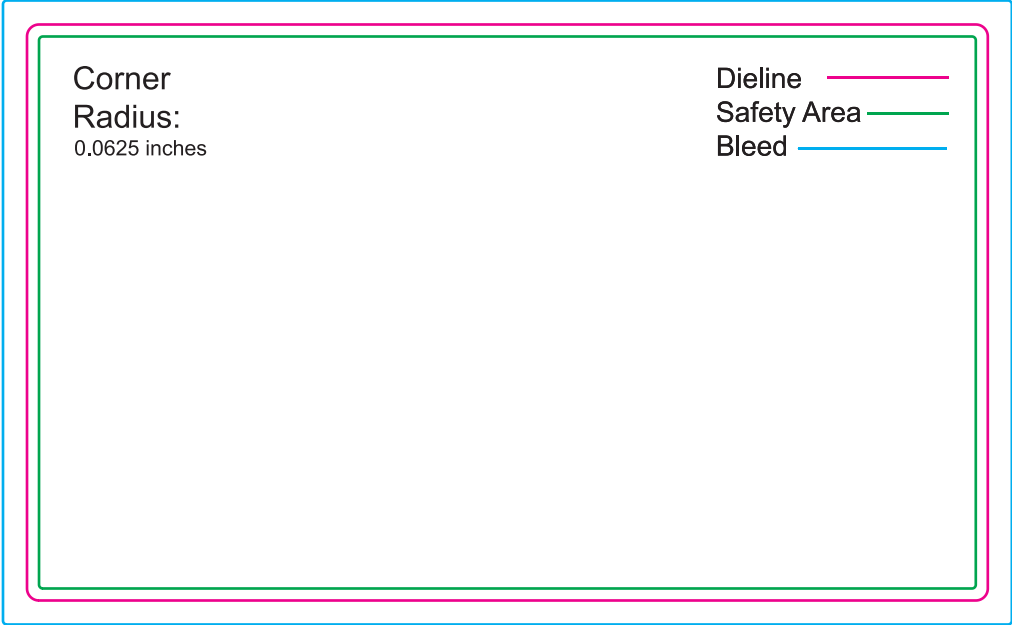 Corner
Radius:
0.0625 inches
Dieline
Safety Area
Bleed